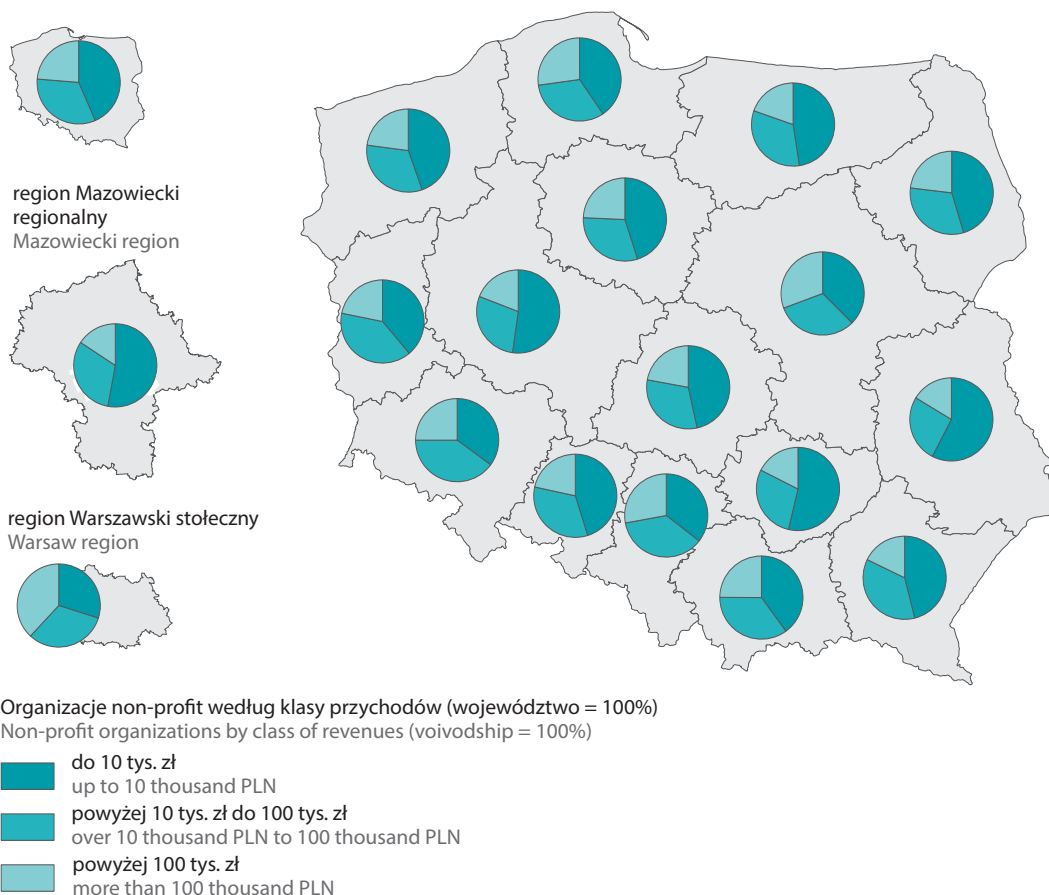 region Mazowiecki
regionalny
Mazowiecki region
region Warszawski stołeczny
Warsaw region
Organizacje non-profit według klasy przychodów (województwo = 100%)
Non-profit organizations by class of revenues (voivodship = 100%)
do 10 tys. zł
up to 10 thousand PLN
powyżej 10 tys. zł do 100 tys. zł
over 10 thousand PLN to 100 thousand PLN
powyżej 100 tys. zł
more than 100 thousand PLN